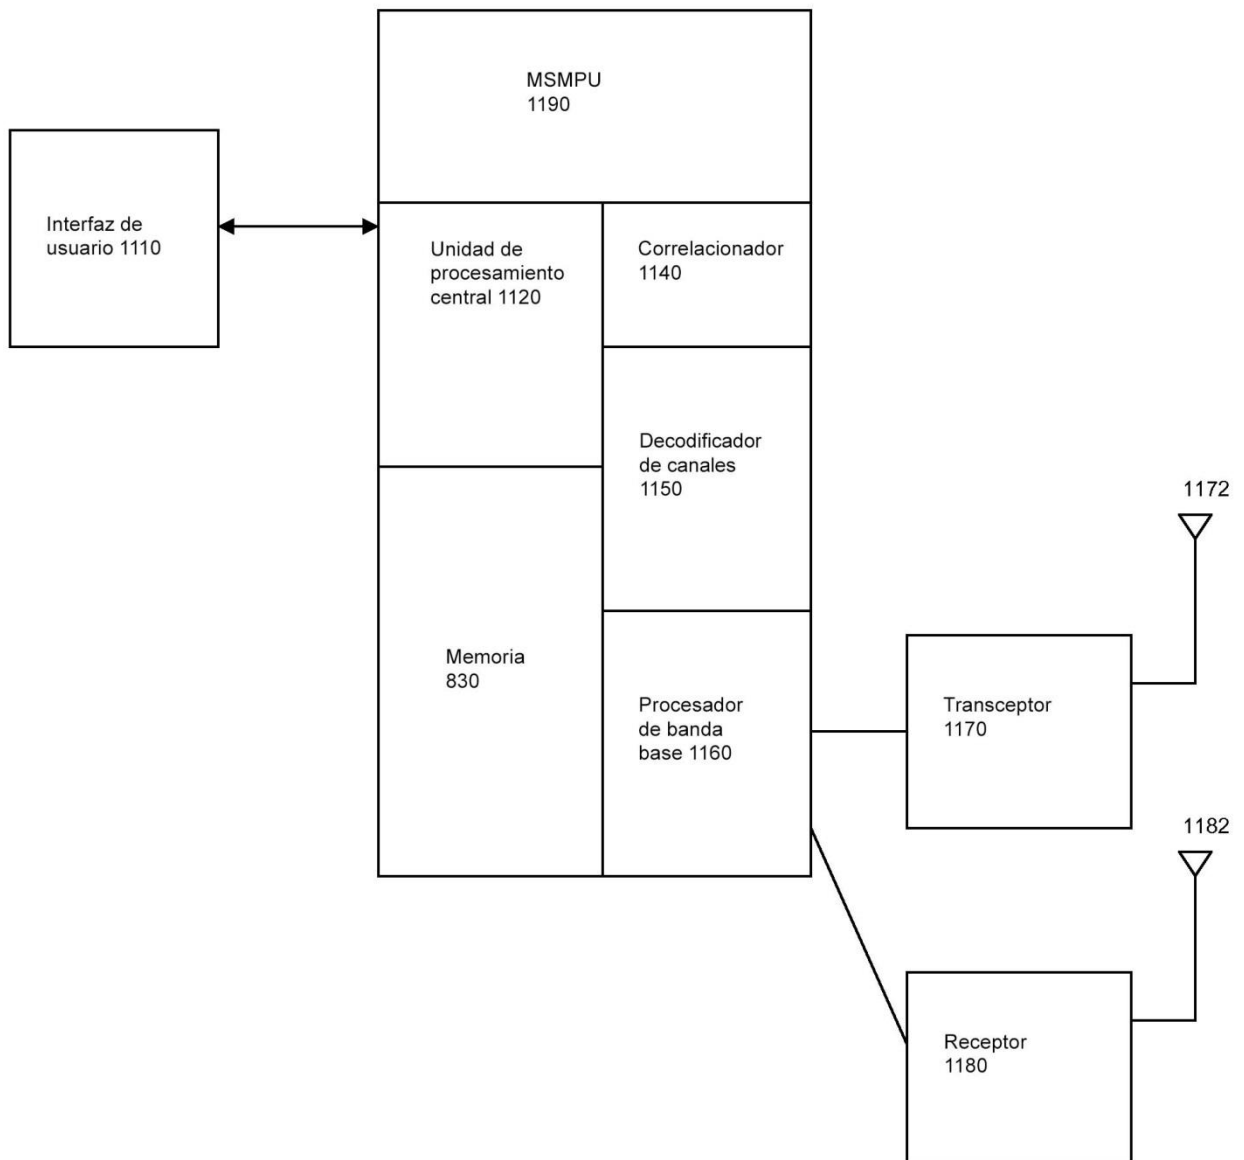 MSMPU
1190
Interfaz de
usuario 1110
Unidad de
procesamiento
central 1120
Correlacionador
1140
Decodificador
de canales
1150
Memoria
830
Procesador
de banda
base 1160
1172
Transceptor
1170
1182
Receptor
1180